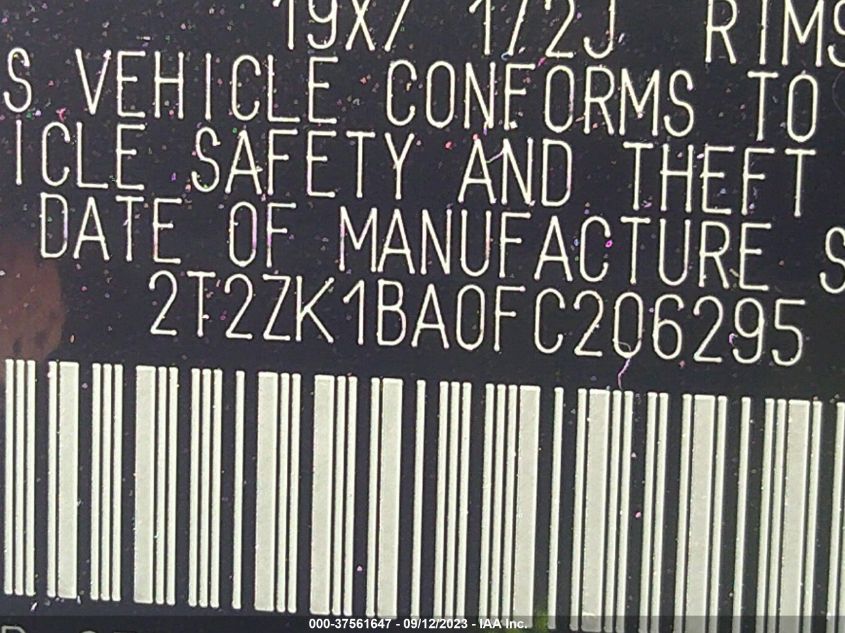 19X7 1/2J RIMS
S VEHICLE CONFORMS TO
ICLE SAFETY AND THEFT
DATE OF MANUFACTURE S
2T2ZK1BA0FC206295
000-37561647 - 09/12/2023 - IAA Inc.